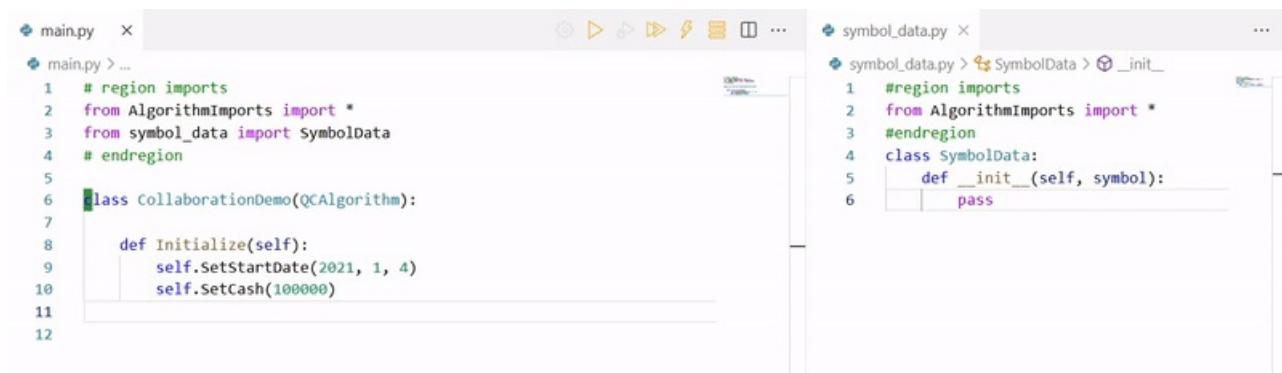 main.py
main.py > ...
1 # region imports
2 from AlgorithmImports import *
3 from symbol_data import SymbolData
4 # endregion
5
6 class CollaborationDemo(QCAlgorithm):
7
8     def Initialize(self):
9         self.SetStartDate(2021, 1, 4)
10         self.SetCash(100000)
11
12
symbol_data.py
symbol_data.py > SymbolData > __init__
1 #region imports
2 from AlgorithmImports import *
3 #endregion
4 class SymbolData:
5     def __init__(self, symbol):
6         pass